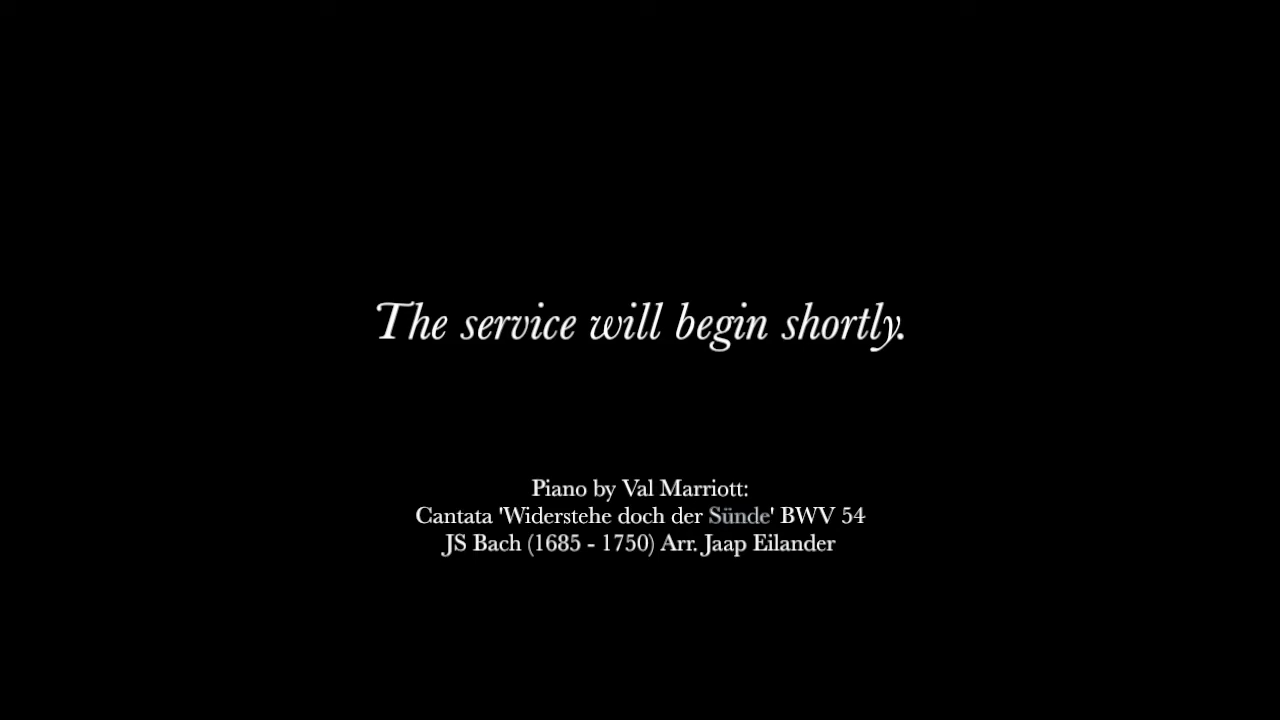 The service will begin shortly.
Piano by Val Marriott:
Cantata 'Widerstehe doch der Sünde' BWV 54
JS Bach (1685 - 1750) Arr. Jaap Eilander